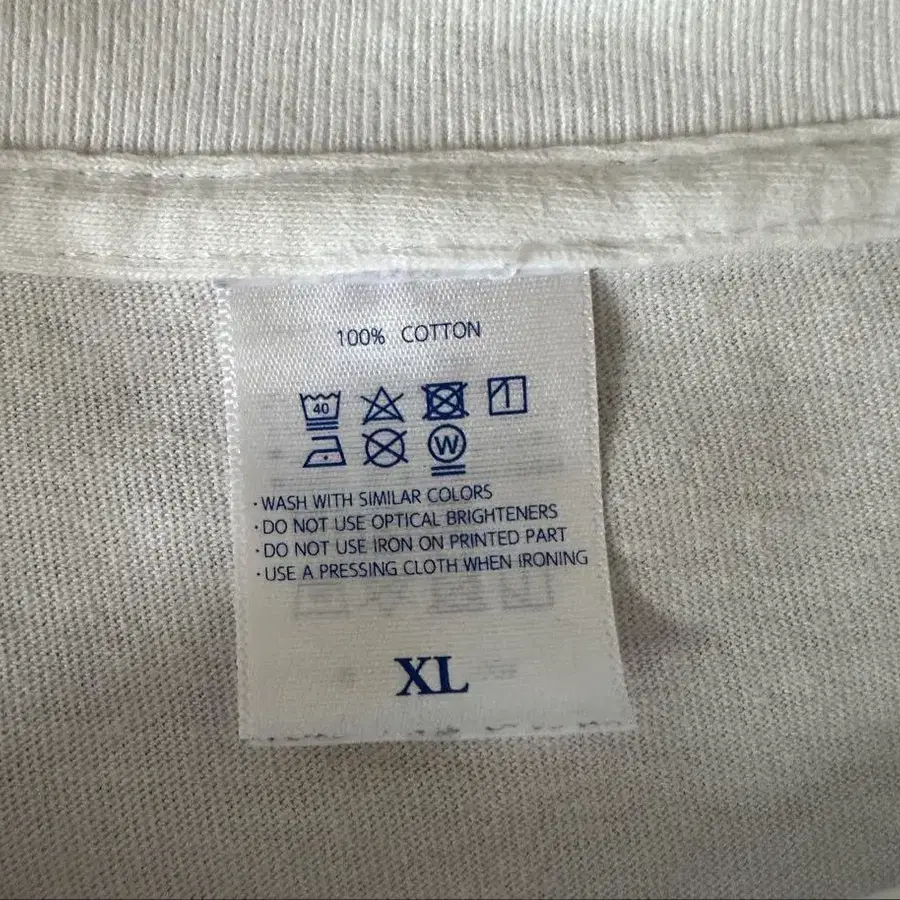 100% COTTON
40
W
·WASH WITH SIMILAR COLORS
·DO NOT USE OPTICAL BRIGHTENERS
·DO NOT USE IRON ON PRINTED PART
·USE A PRESSING CLOTH WHEN IRONING
XL